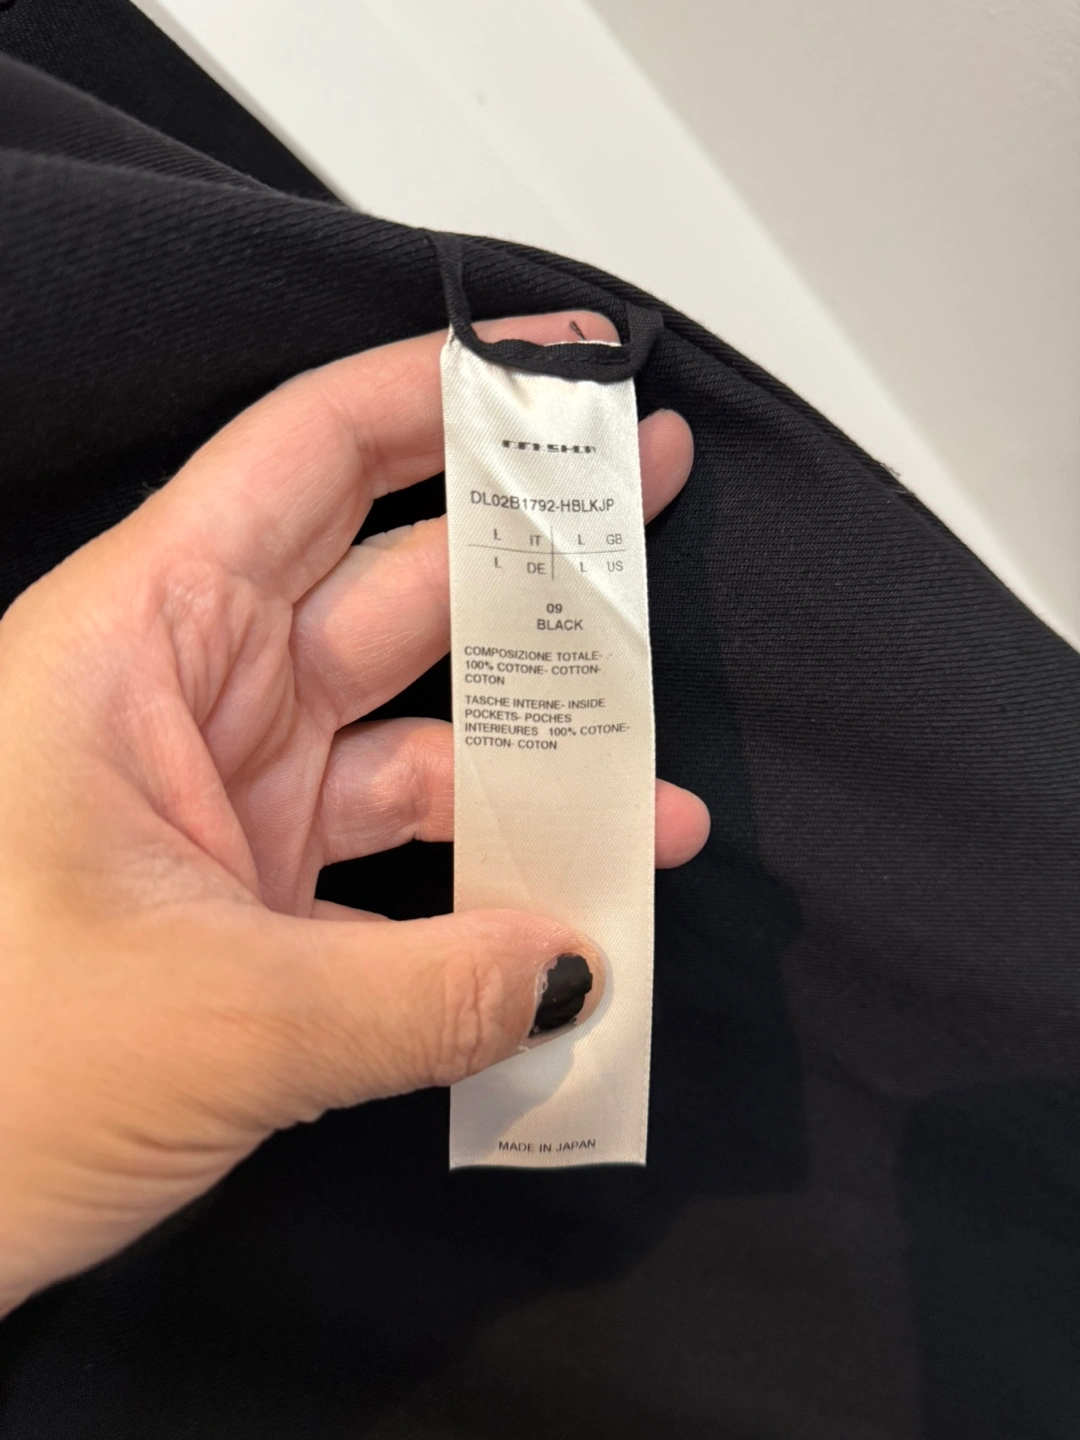 DL02B1792-HBLKJP
L IT L GB
L DE L US
09
BLACK
COMPOSIZIONE TOTALE- -
100% COTONE- COTTON-
COTON
TASCHE INTERNE- INSIDE
POCKETS- POCHES
INTERIEURES 100% COTONE-
COTTON- COTON
MADE IN JAPAN